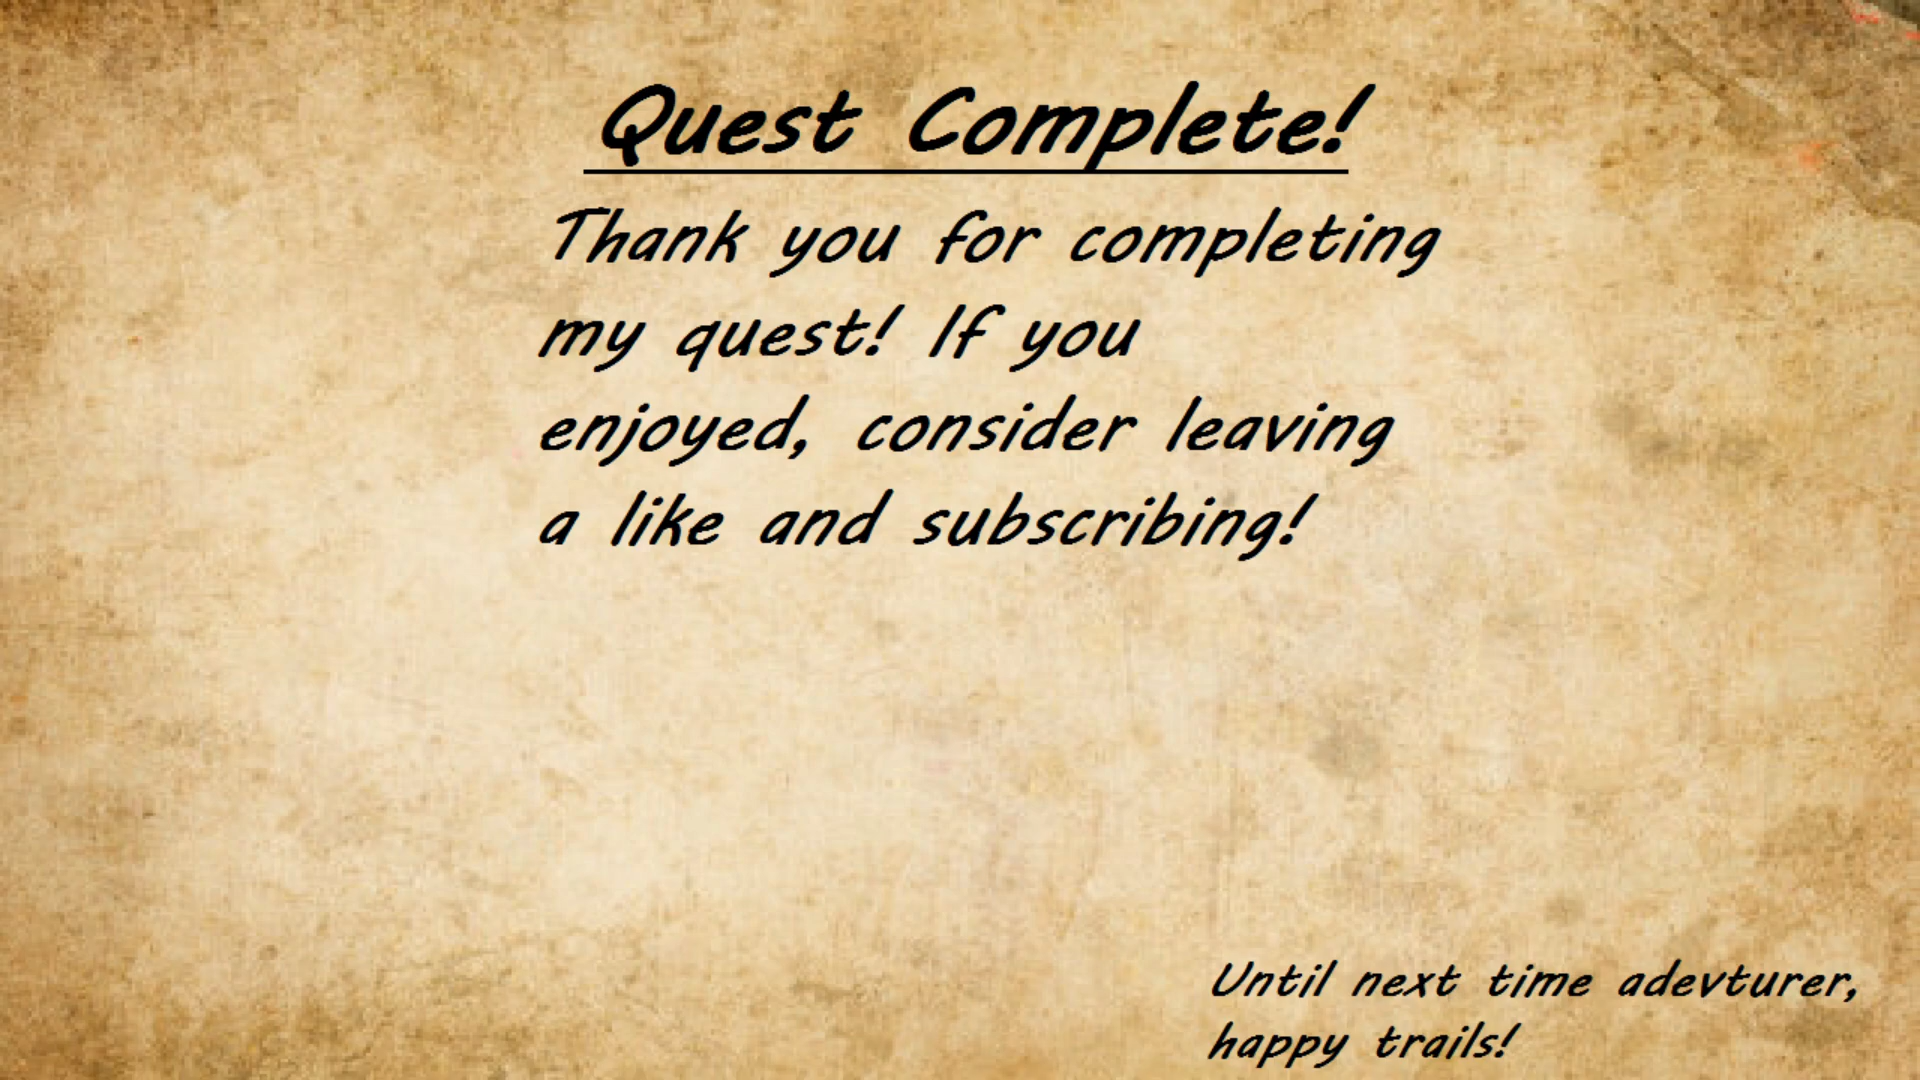 Quest Complete!
Thank you for completing
my quest! If you
enjoyed, consider leaving
a like and subscribing!
Until next time adevturer,
happy trails!